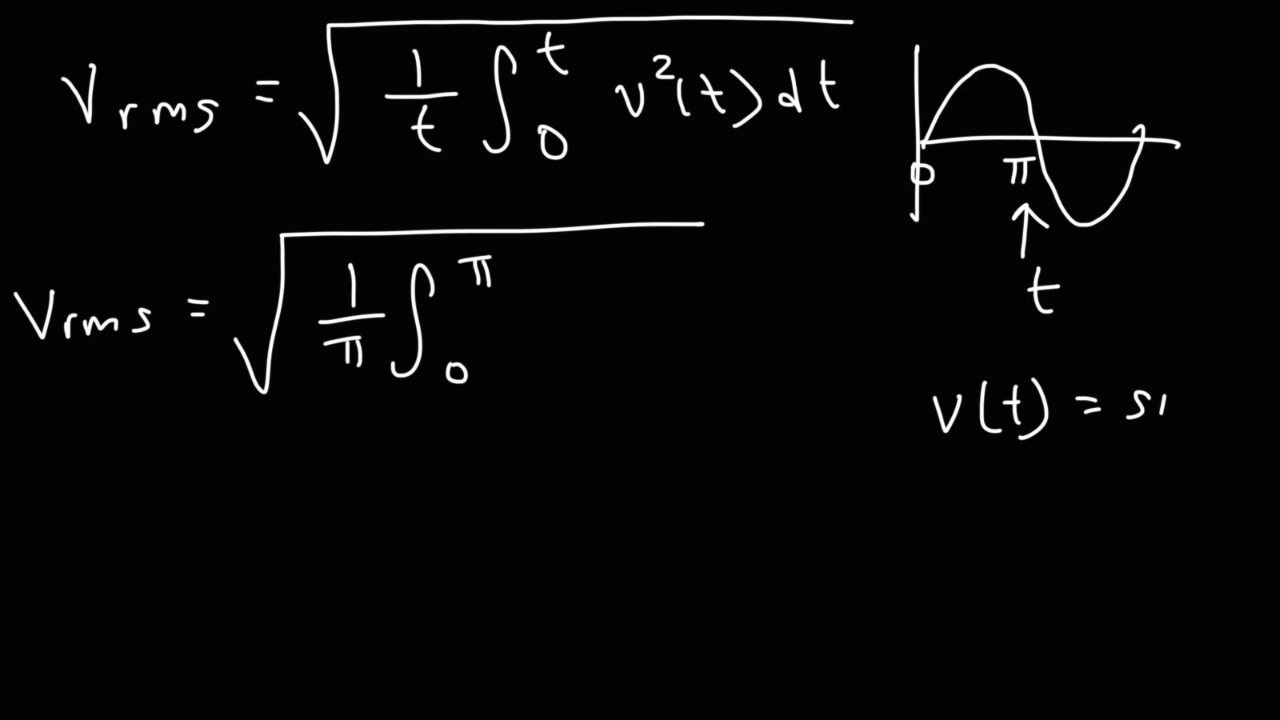 Vrms = √(1/t ∫₀ᵗ v²(t) dt)
0 π
t
Vrms = √(1/π ∫₀^π
v(t) = si